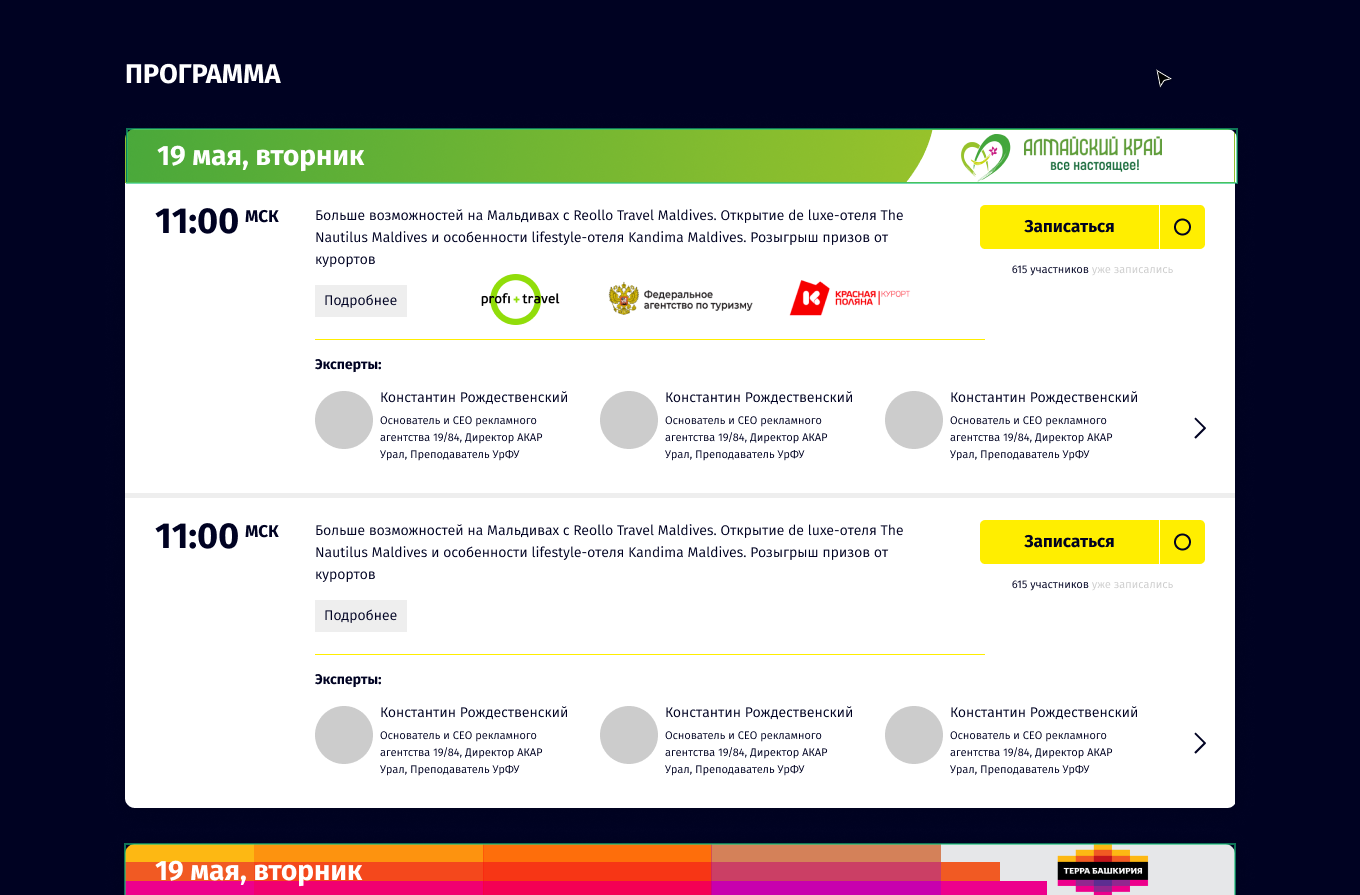 ПРОГРАММА
19 мая, вторник
АЛТАЙСКИЙ КРАЙ
все настоящее!
11:00 МСК
Больше возможностей на Мальдивах с Reollo Travel Maldives. Открытие de luxe-отеля The
Nautilus Maldives и особенности lifestyle-отеля Kandima Maldives. Розыгрыш призов от
курортов
Записаться
615 участников уже записались
Подробнее
profi+travel
Федеральное
агентство по туризму
КРАСНАЯ
ПОЛЯНА
КУРОРТ
Эксперты:
Константин Рождественский
Основатель и CEO рекламного
агентства 19/84, Директор АКАР
Урал, Преподаватель УрФУ
Константин Рождественский
Основатель и CEO рекламного
агентства 19/84, Директор АКАР
Урал, Преподаватель УрФУ
Константин Рождественский
Основатель и CEO рекламного
агентства 19/84, Директор АКАР
Урал, Преподаватель УрФУ
11:00 МСК
Больше возможностей на Мальдивах с Reollo Travel Maldives. Открытие de luxe-отеля The
Nautilus Maldives и особенности lifestyle-отеля Kandima Maldives. Розыгрыш призов от
курортов
Записаться
615 участников уже записались
Подробнее
Эксперты:
Константин Рождественский
Основатель и CEO рекламного
агентства 19/84, Директор АКАР
Урал, Преподаватель УрФУ
Константин Рождественский
Основатель и CEO рекламного
агентства 19/84, Директор АКАР
Урал, Преподаватель УрФУ
Константин Рождественский
Основатель и CEO рекламного
агентства 19/84, Директор АКАР
Урал, Преподаватель УрФУ
19 мая, вторник
ТЕРРА БАШКИРИЯ